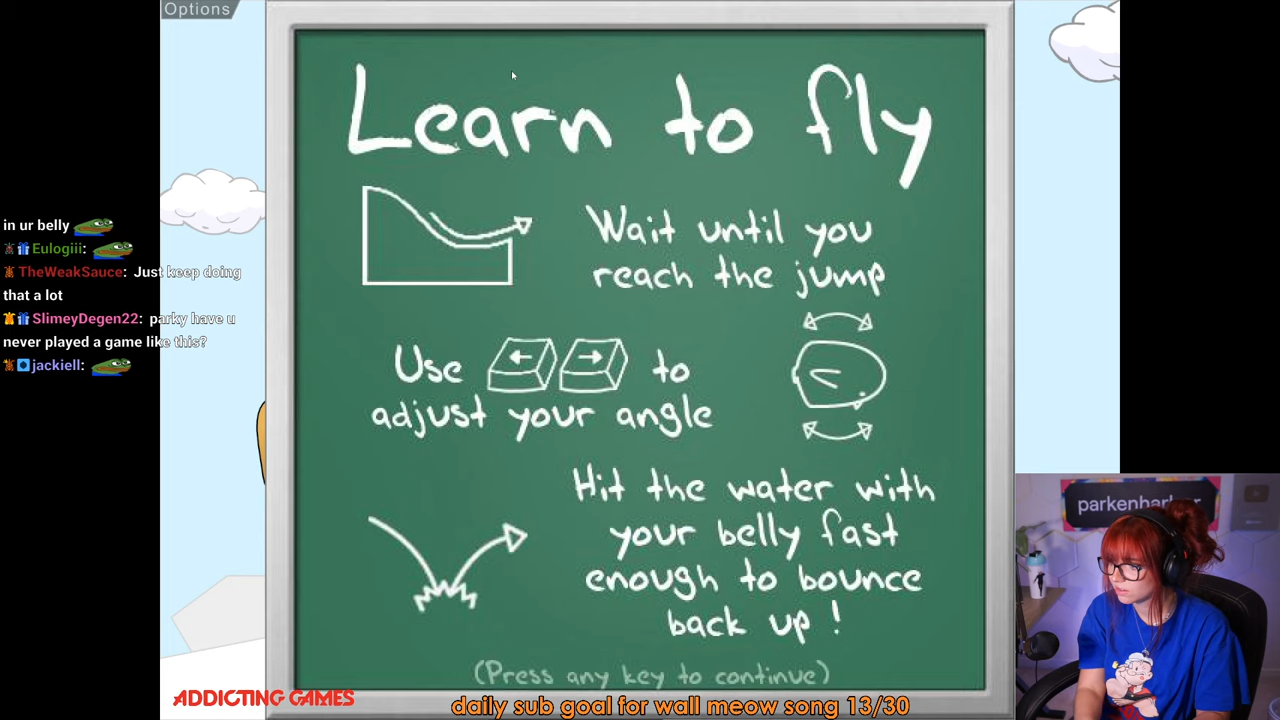 Options
Learn to fly
Wait until you
reach the jump
Use ← → to
adjust your angle
Hit the water with
your belly fast
enough to bounce
back up !
(Press any key to continue)
in ur belly
Eulogiii:
TheWeakSauce: Just keep doing
that a lot
SlimeyDegen22: parky have u
never played a game like this?
jackiell:
ADDICTING GAMES
daily sub goal for wall meow song 13/30